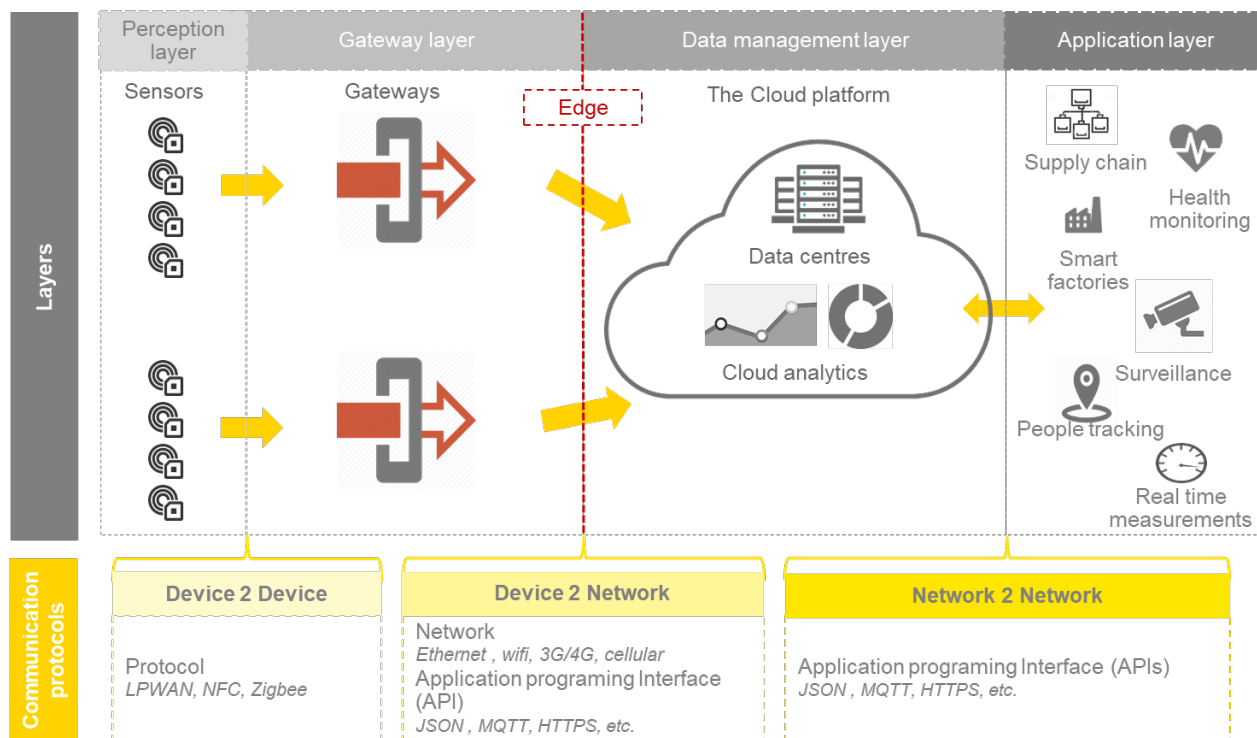 Perception
layer
Gateway layer
Data management layer
Application layer
Layers
Sensors
Gateways
Edge
The Cloud platform
Data centres
Cloud analytics
Supply chain
Health
monitoring
Smart
factories
Surveillance
People tracking
Real time
measurements
Communication
protocols
Device 2 Device
Protocol
LPWAN, NFC, Zigbee
Device 2 Network
Network
Ethernet , wifi, 3G/4G, cellular
Application programing Interface
(API)
JSON , MQTT, HTTPS, etc.
Network 2 Network
Application programing Interface (APIs)
JSON , MQTT, HTTPS, etc.